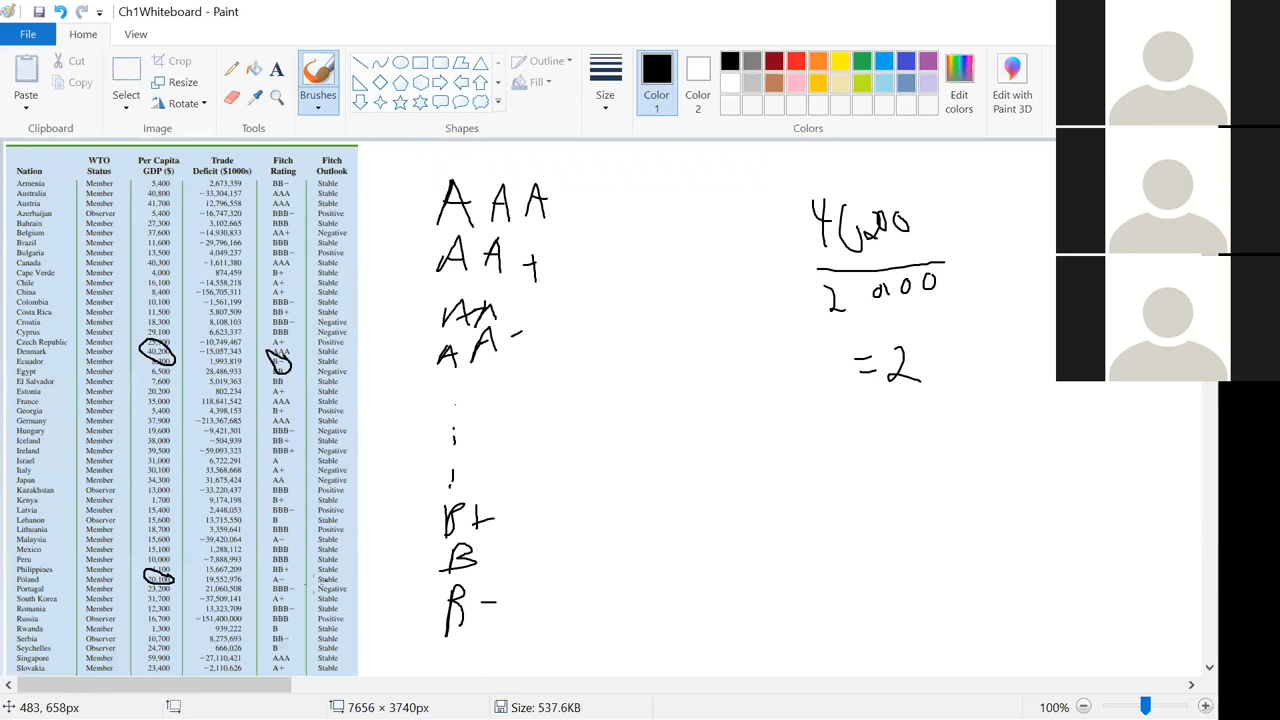 Ch1Whiteboard - Paint
File Home View
Paste Cut Copy Clipboard
Select Crop Resize Rotate Image
Tools
Brushes
Shapes Outline Fill
Size
Color 1 Color 2 Colors
Edit colors
Edit with Paint 3D
Nation WTO Status Per Capita GDP ($) Trade Deficit ($1000s) Fitch Rating Fitch Outlook
Armenia Member 5,400 2,673,359 BB− Stable
Australia Member 40,800 −33,304,157 AAA Stable
Austria Member 41,700 12,796,558 AAA Stable
Azerbaijan Observer 5,400 −16,747,320 BBB− Positive
Bahrain Member 27,300 3,102,665 BBB Stable
Belgium Member 37,600 −14,930,833 AA+ Negative
Brazil Member 11,600 −29,796,166 BBB Stable
Bulgaria Member 13,500 4,049,237 BBB− Positive
Canada Member 40,300 −1,611,380 AAA Stable
Cape Verde Member 4,000 874,459 B+ Stable
Chile Member 16,100 −14,558,218 A+ Stable
China Member 8,400 −156,705,311 A+ Stable
Colombia Member 10,100 −1,561,199 BBB− Stable
Costa Rica Member 11,500 5,807,509 BB+ Stable
Croatia Member 18,300 8,108,103 BBB− Negative
Cyprus Member 29,100 6,623,337 BBB Negative
Czech Republic Member −10,749,467 A+ Positive
Denmark Member 40,200 −15,057,343 AAA Stable
Ecuador Member 1,993,819 B− Stable
Egypt Member 6,500 28,486,933 BB Negative
El Salvador Member 7,600 5,019,363 BB Stable
Estonia Member 20,200 802,234 A+ Stable
France Member 35,000 118,841,542 AAA Stable
Georgia Member 5,400 4,398,153 B+ Positive
Germany Member 37,900 −213,367,685 AAA Stable
Hungary Member 19,600 −9,421,301 BBB− Negative
Iceland Member 38,000 −504,939 BB+ Stable
Ireland Member 39,500 −59,093,323 BBB+ Negative
Israel Member 31,000 6,722,291 A Stable
Italy Member 30,100 33,568,668 A+ Negative
Japan Member 34,300 31,675,424 AA Negative
Kazakhstan Observer 13,000 −33,220,437 BBB Positive
Kenya Member 1,700 9,174,198 B+ Stable
Latvia Member 15,400 2,448,053 BBB− Positive
Lebanon Observer 15,600 13,715,550 B Stable
Lithuania Member 18,700 3,359,641 BBB Positive
Malaysia Member 15,600 −39,420,064 A− Stable
Mexico Member 15,100 1,288,112 BBB Stable
Peru Member 10,000 −7,888,993 BBB Stable
Philippines Member 4,100 15,667,209 BB+ Stable
Poland Member 20,100 19,552,976 A− Stable
Portugal Member 23,200 21,060,508 BBB− Negative
South Korea Member 31,700 −37,509,141 A+ Stable
Romania Member 12,300 13,323,709 BBB− Stable
Russia Observer 16,700 −151,400,000 BBB Positive
Rwanda Member 1,300 939,222 B Stable
Serbia Observer 10,700 8,275,693 BB− Stable
Seychelles Observer 24,700 666,026 B Stable
Singapore Member 59,900 −27,110,421 AAA Stable
Slovakia Member 23,400 −2,110,626 A+ Stable
AAA
AA+
AA
AA-
B+
B
B-
= 2
483, 658px 7656 × 3740px Size: 537.6KB 100%